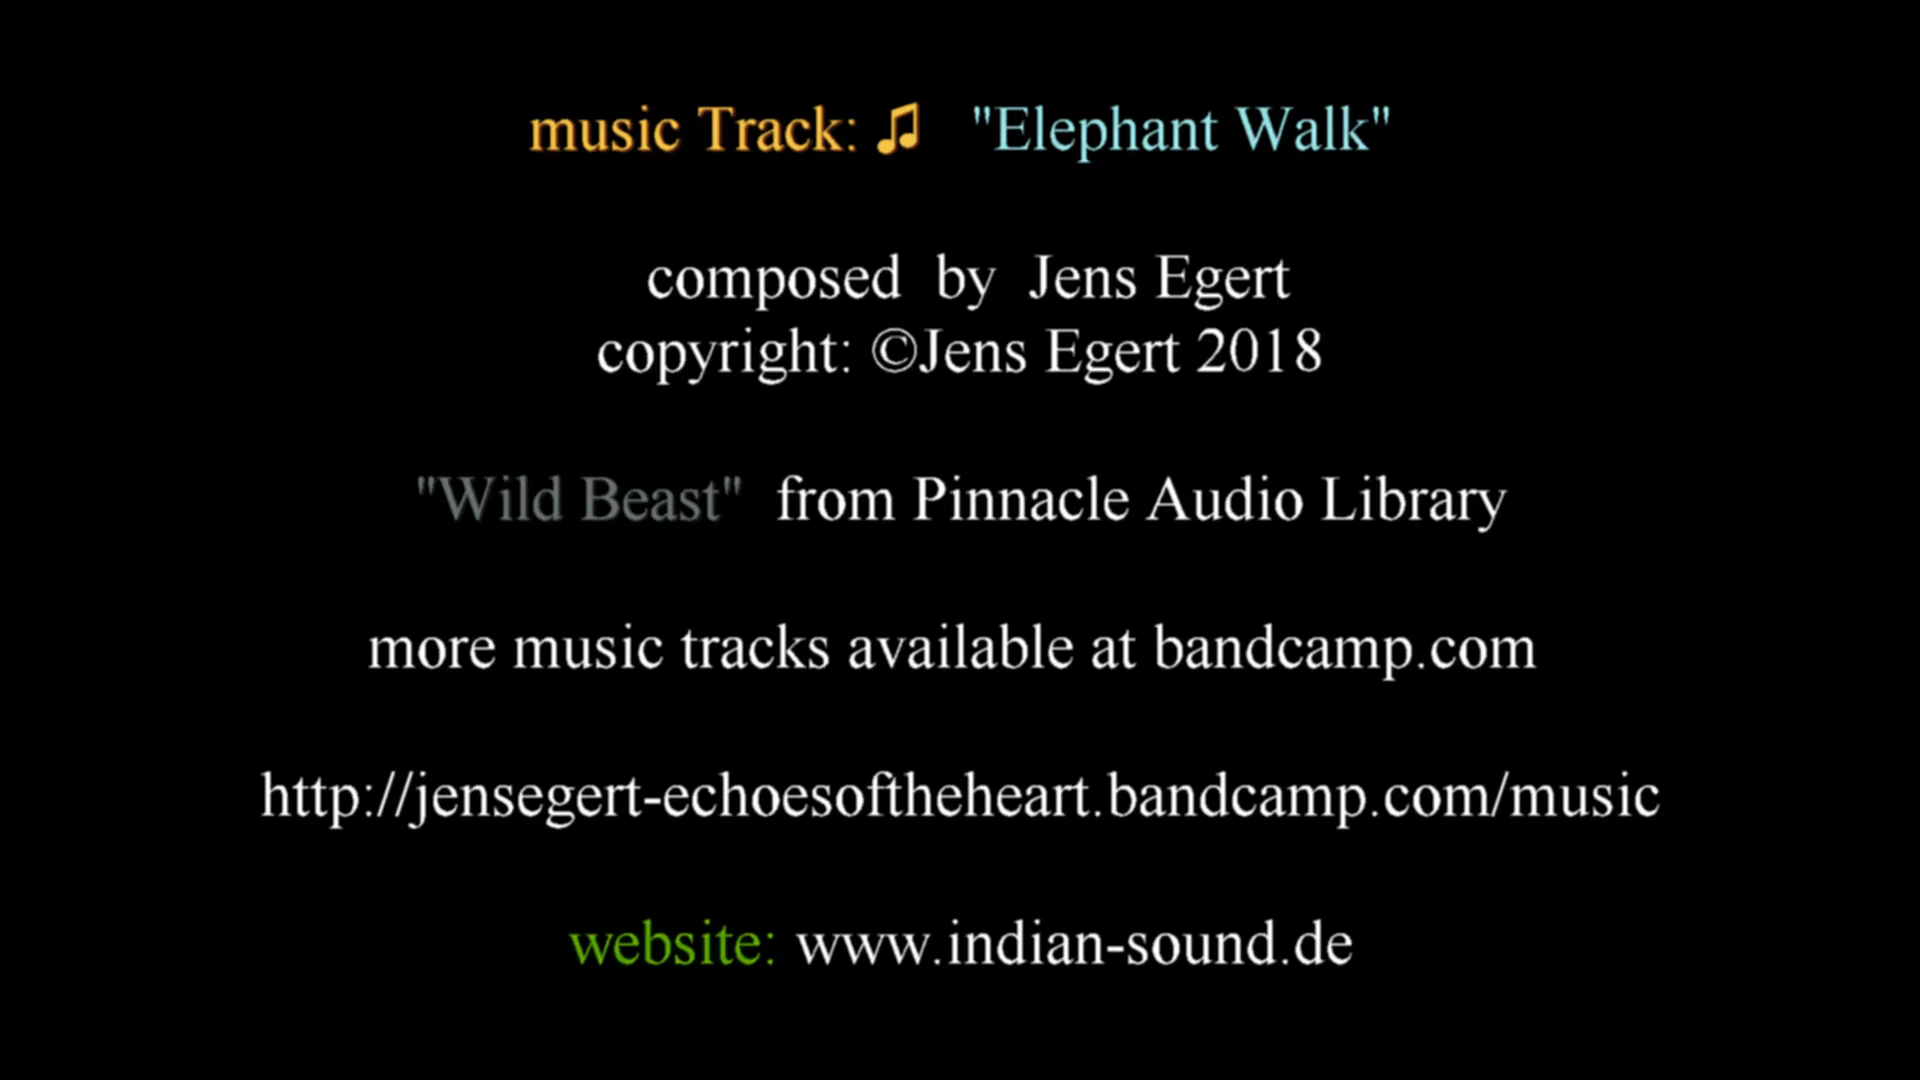 music Track: ♫ "Elephant Walk"
composed by Jens Egert
copyright: ©Jens Egert 2018
"Wild Beast" from Pinnacle Audio Library
more music tracks available at bandcamp.com
http://jensegert-echoesoftheheart.bandcamp.com/music
website: www.indian-sound.de